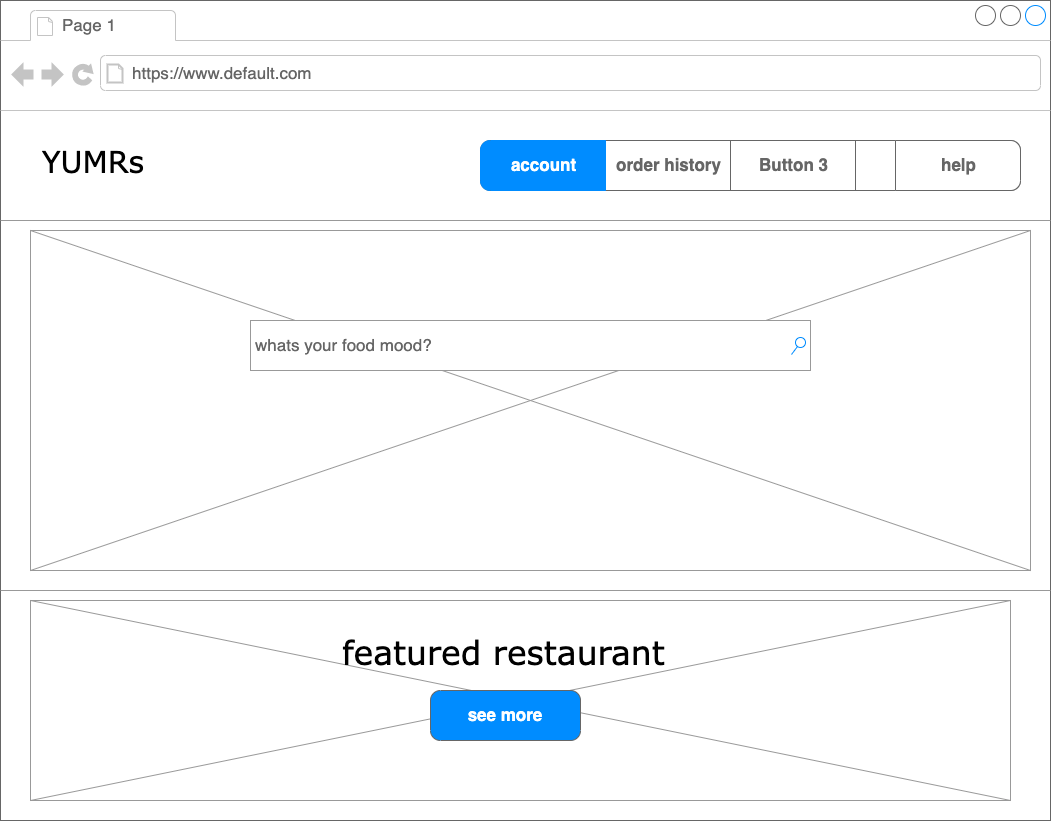 Page 1
https://www.default.com
YUMRs
account order history Button 3 help
whats your food mood?
featured restaurant
see more